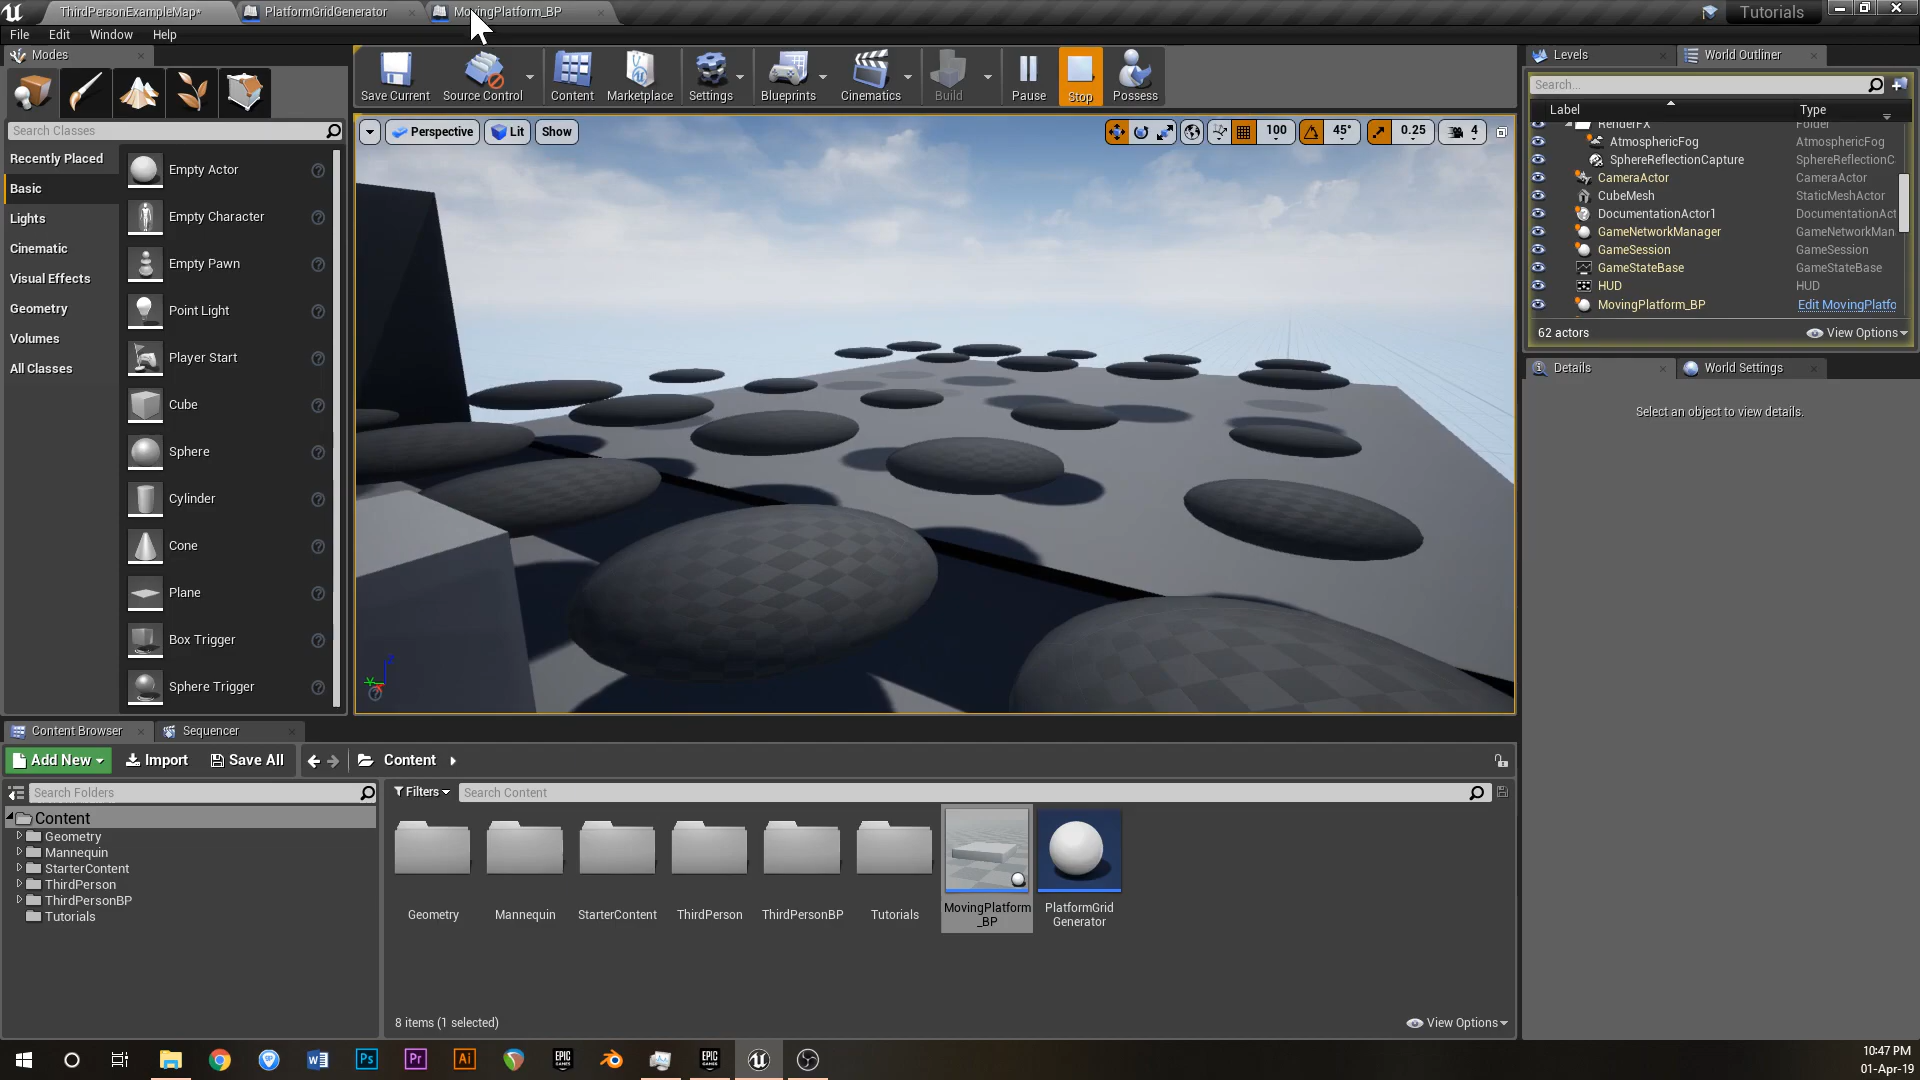 ThirdPersonExampleMap*
PlatformGridGenerator
MovingPlatform_BP
Tutorials
File Edit Window Help
Modes
Levels
World Outliner
Save Current
Source Control
Content
Marketplace
Settings
Blueprints
Cinematics
Build
Pause
Stop
Possess
Search Classes
Recently Placed
Basic
Lights
Cinematic
Visual Effects
Geometry
Volumes
All Classes
Empty Actor
Empty Character
Empty Pawn
Point Light
Player Start
Cube
Sphere
Cylinder
Cone
Plane
Box Trigger
Sphere Trigger
Perspective Lit Show
100 45° 0.25 4
Search...
Label Type
RenderFX Folder
AtmosphericFog AtmosphericFog
SphereReflectionCapture SphereReflectionC
CameraActor CameraActor
CubeMesh StaticMeshActor
DocumentationActor1 DocumentationAct
GameNetworkManager GameNetworkMan
GameSession GameSession
GameStateBase GameStateBase
HUD HUD
MovingPlatform_BP Edit MovingPlatfo
62 actors View Options
Details
World Settings
Select an object to view details.
Content Browser
Sequencer
Add New Import Save All Content
Search Folders
Filters
Search Content
Content
Geometry
Mannequin
StarterContent
ThirdPerson
ThirdPersonBP
Tutorials
Geometry
Mannequin
StarterContent
ThirdPerson
ThirdPersonBP
Tutorials
MovingPlatform
_BP
PlatformGrid
Generator
8 items (1 selected)
View Options
W
Ps
Pr
Ai
EPIC
GAMES
EPIC
GAMES
10:47 PM
01-Apr-19